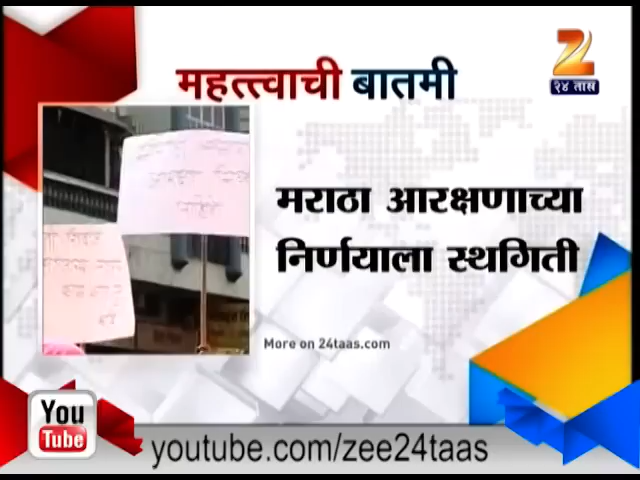 महत्त्वाची बातमी
२४ तास
मराठा आरक्षणाच्या
निर्णयाला स्थगिती
More on 24taas.com
You
Tube
youtube.com/zee24taas